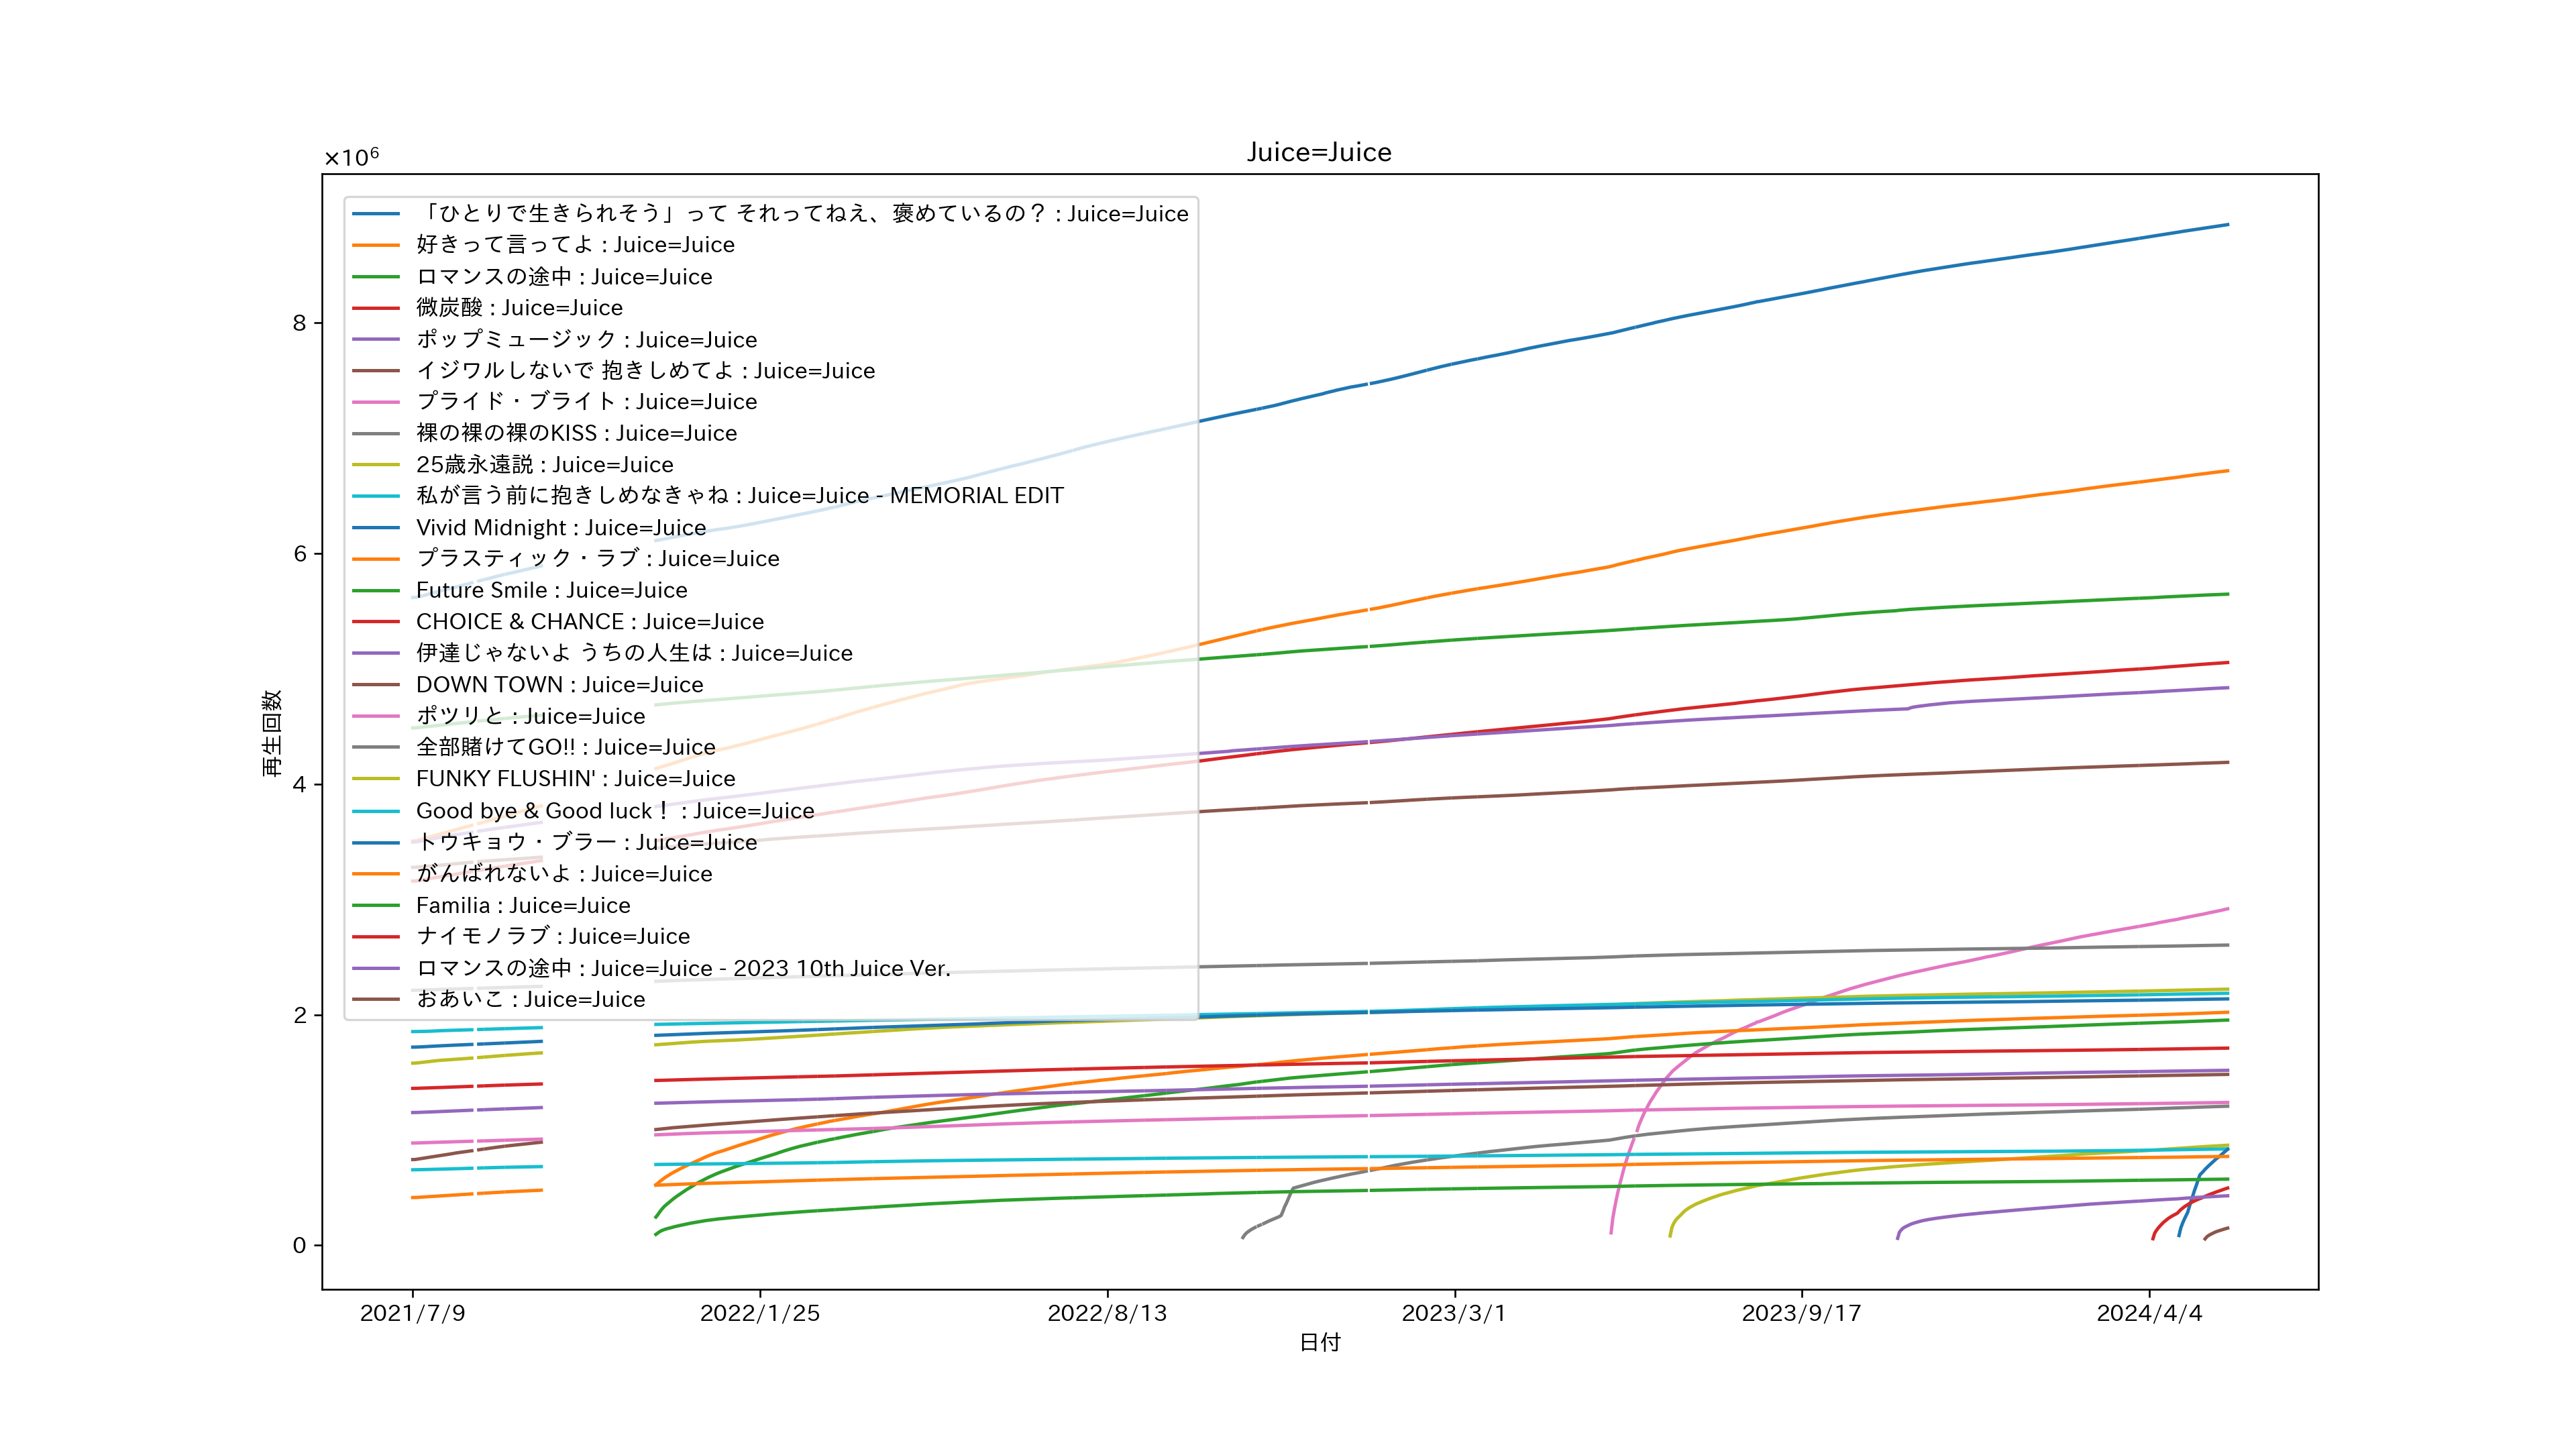 Juice=Juice
×10⁶
「ひとりで生きられそう」って それってねえ、褒めているの？ : Juice=Juice
好きって言ってよ : Juice=Juice
ロマンスの途中 : Juice=Juice
微炭酸 : Juice=Juice
ポップミュージック : Juice=Juice
イジワルしないで 抱きしめてよ : Juice=Juice
プライド・ブライト : Juice=Juice
裸の裸の裸のKISS : Juice=Juice
25歳永遠説 : Juice=Juice
私が言う前に抱きしめなきゃね : Juice=Juice - MEMORIAL EDIT
Vivid Midnight : Juice=Juice
プラスティック・ラブ : Juice=Juice
Future Smile : Juice=Juice
CHOICE & CHANCE : Juice=Juice
伊達じゃないよ うちの人生は : Juice=Juice
DOWN TOWN : Juice=Juice
ポツリと : Juice=Juice
全部賭けてGO!! : Juice=Juice
FUNKY FLUSHIN' : Juice=Juice
Good bye & Good luck！ : Juice=Juice
トウキョウ・ブラー : Juice=Juice
がんばれないよ : Juice=Juice
Familia : Juice=Juice
ナイモノラブ : Juice=Juice
ロマンスの途中 : Juice=Juice - 2023 10th Juice Ver.
おあいこ : Juice=Juice
8
6
4
2
0
再生回数
2021/7/9
2022/1/25
2022/8/13
2023/3/1
2023/9/17
2024/4/4
日付